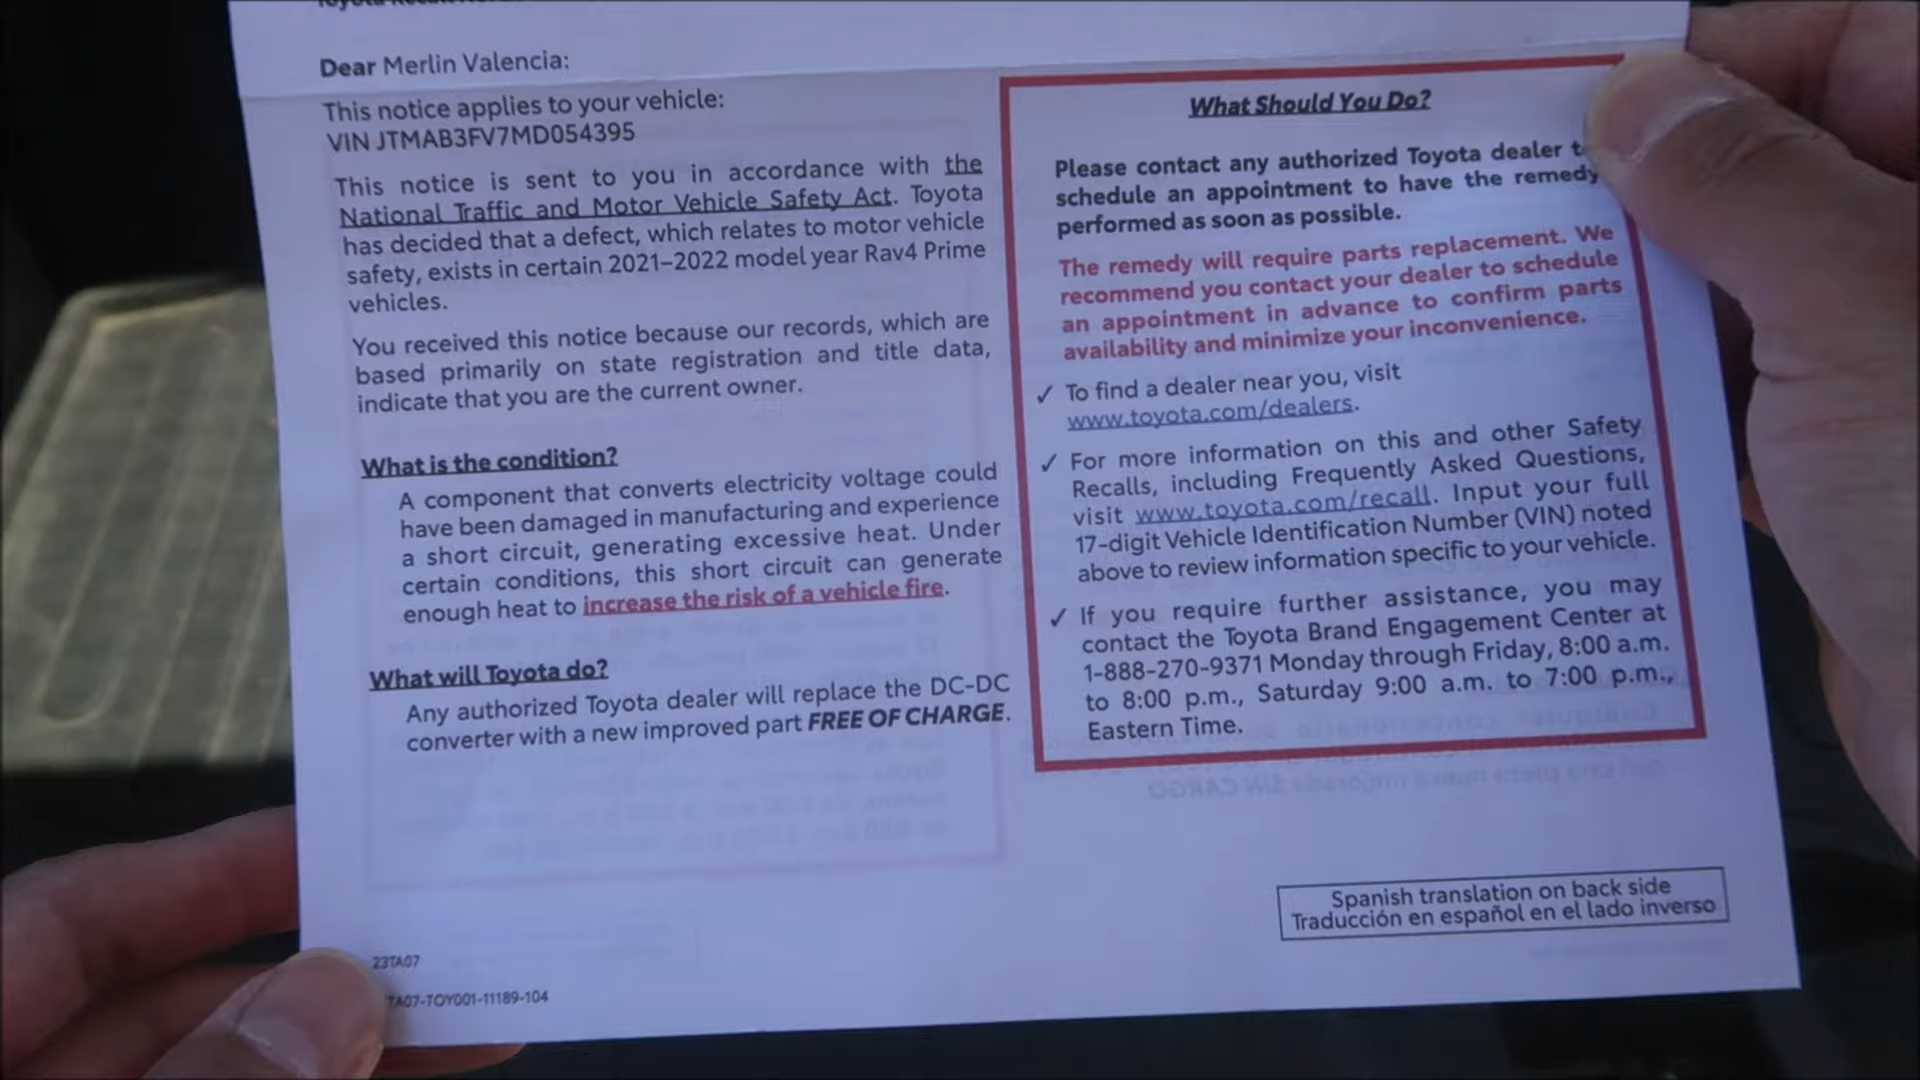 Dear Merlin Valencia:
This notice applies to your vehicle:
VIN JTMAB3FV7MD054395
This notice is sent to you in accordance with the
National Traffic and Motor Vehicle Safety Act. Toyota
has decided that a defect, which relates to motor vehicle
safety, exists in certain 2021–2022 model year Rav4 Prime
vehicles.
You received this notice because our records, which are
based primarily on state registration and title data,
indicate that you are the current owner.
What is the condition?
A component that converts electricity voltage could
have been damaged in manufacturing and experience
a short circuit, generating excessive heat. Under
certain conditions, this short circuit can generate
enough heat to increase the risk of a vehicle fire.
What will Toyota do?
Any authorized Toyota dealer will replace the DC-DC
converter with a new improved part FREE OF CHARGE.
What Should You Do?
Please contact any authorized Toyota dealer
schedule an appointment to have the remedy
performed as soon as possible.
The remedy will require parts replacement. We
recommend you contact your dealer to schedule
an appointment in advance to confirm parts
availability and minimize your inconvenience.
✓ To find a dealer near you, visit
www.toyota.com/dealers.
✓ For more information on this and other Safety
Recalls, including Frequently Asked Questions,
visit www.toyota.com/recall. Input your full
17-digit Vehicle Identification Number (VIN) noted
above to review information specific to your vehicle.
✓ If you require further assistance, you may
contact the Toyota Brand Engagement Center at
1-888-270-9371 Monday through Friday, 8:00 a.m.
to 8:00 p.m., Saturday 9:00 a.m. to 7:00 p.m.,
Eastern Time.
Spanish translation on back side
Traducción en español en el lado inverso
23TA07
TA07-TOY001-11189-104